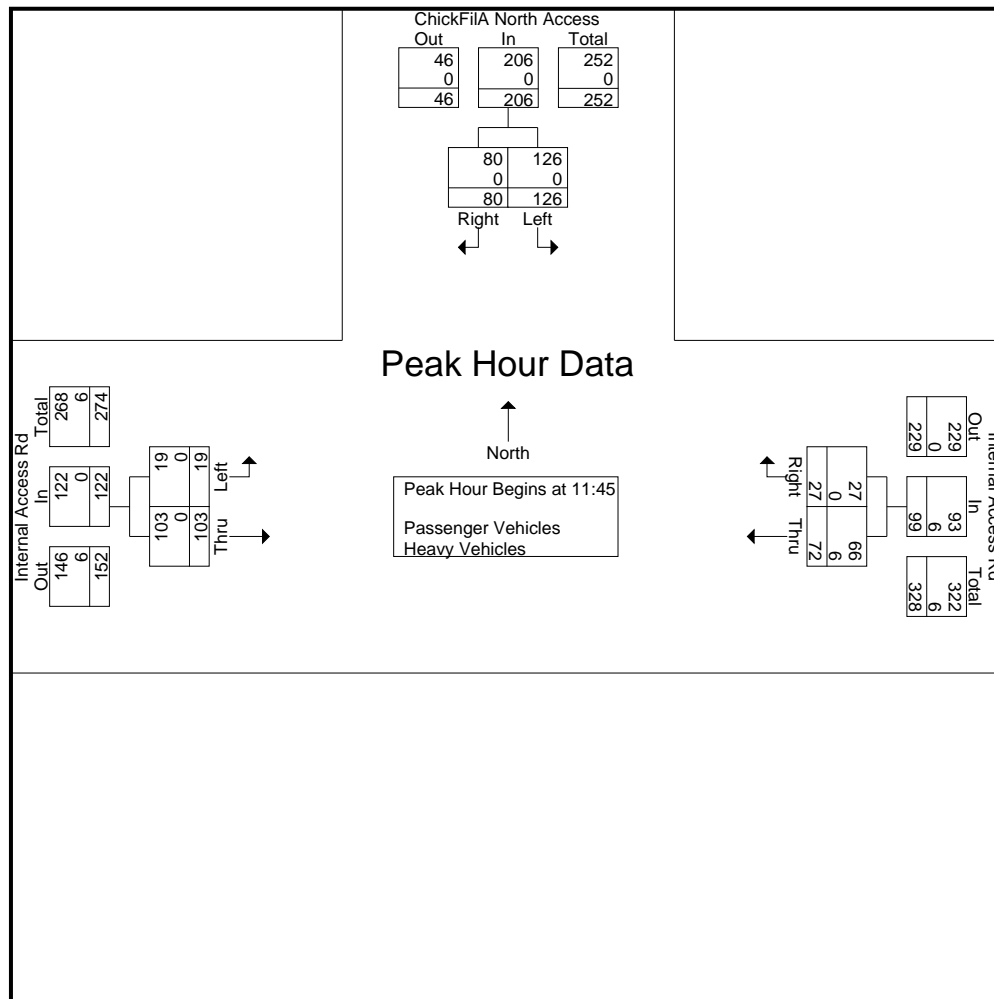 ChickFilA North Access
Out In Total
46 206 252
0 0 0
46 206 252
80 126
0 0
80 126
Right Left
Peak Hour Data
North
Peak Hour Begins at 11:45
Passenger Vehicles
Heavy Vehicles
Internal Access Rd
Out In Total
146 122 268
6 0 6
152 122 274
103 19
0 0
103 19
Thru Left
Internal Access Rd
Out In Total
229 93 322
0 6 6
229 99 328
27 66
0 6
27 72
Right Thru